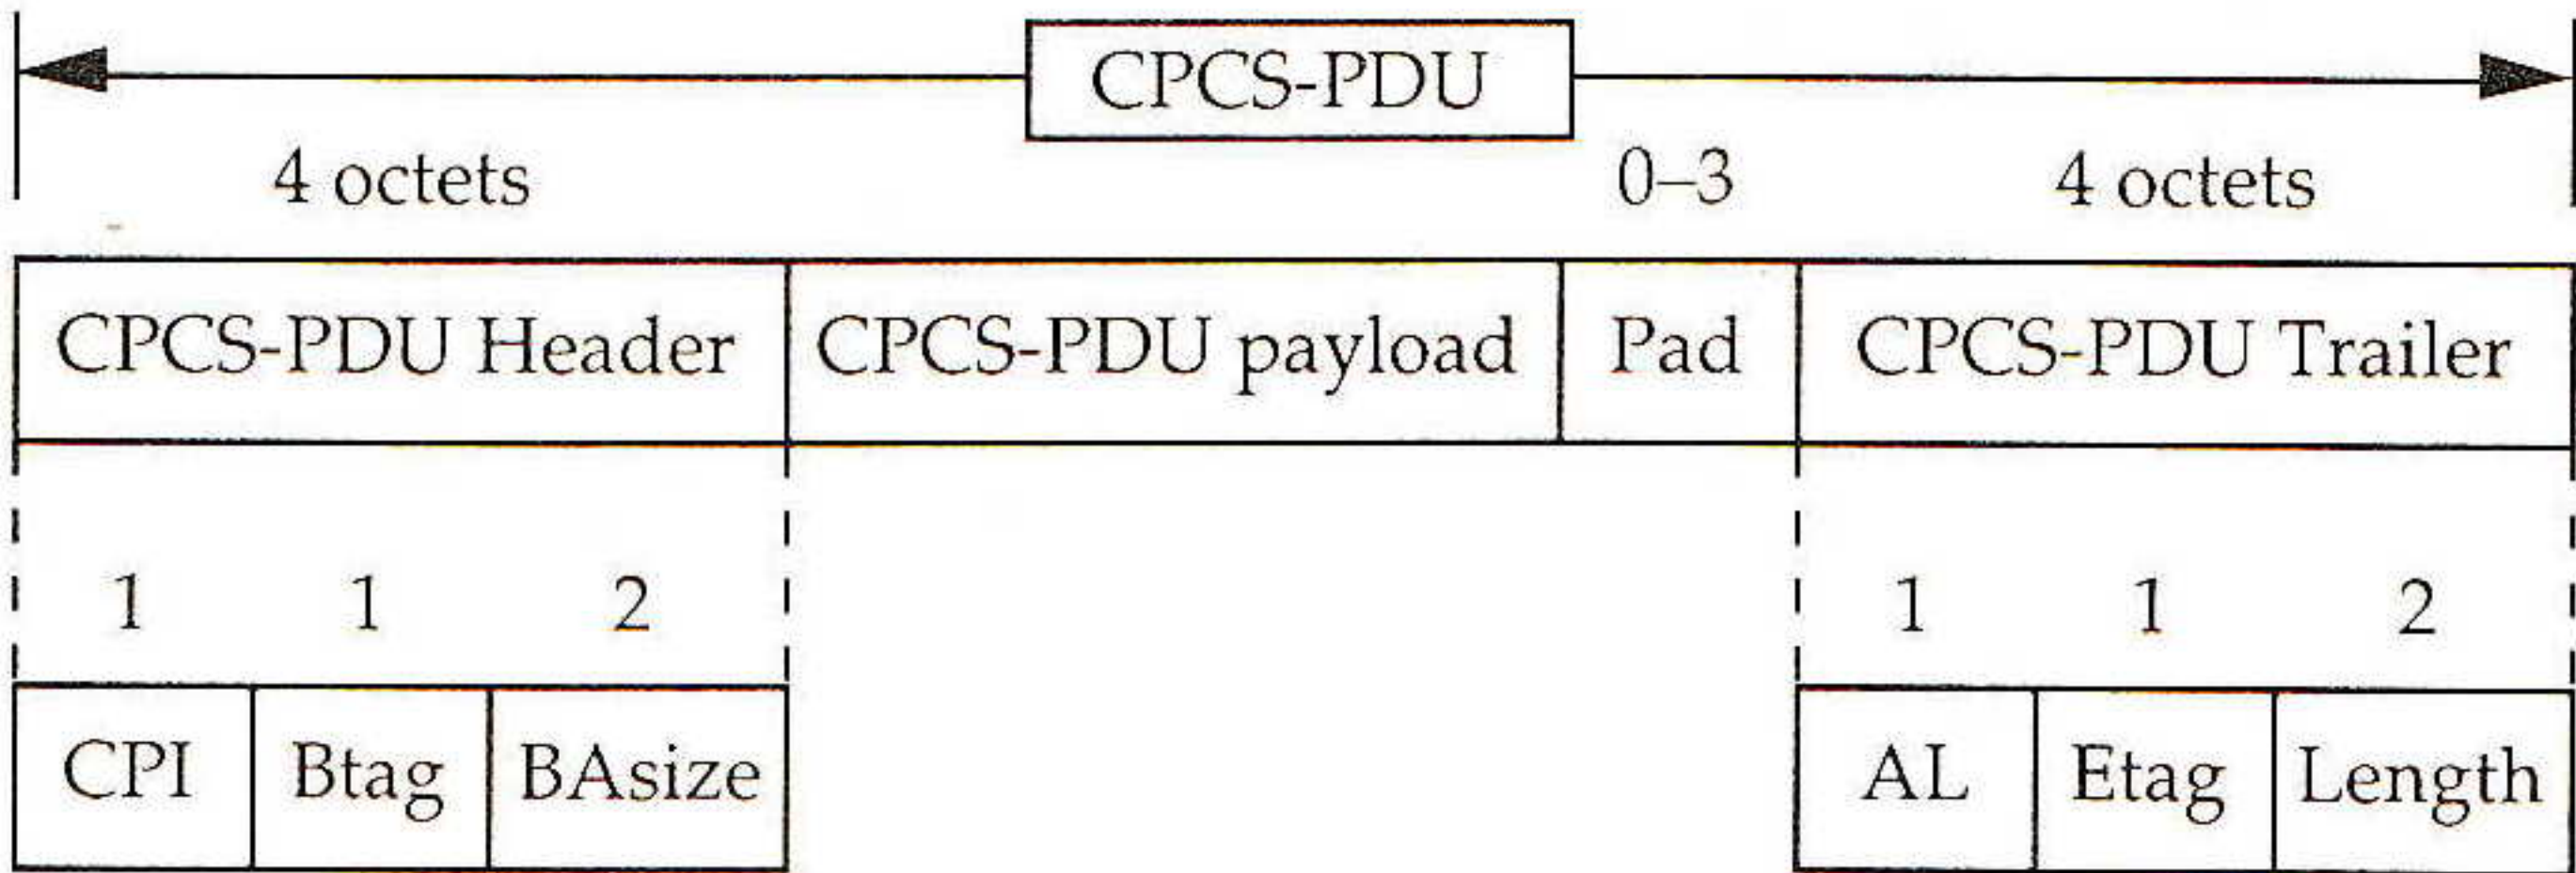 CPCS-PDU
4 octets 0–3 4 octets
CPCS-PDU Header CPCS-PDU payload Pad CPCS-PDU Trailer
1 1 2 1 1 2
CPI Btag BAsize AL Etag Length